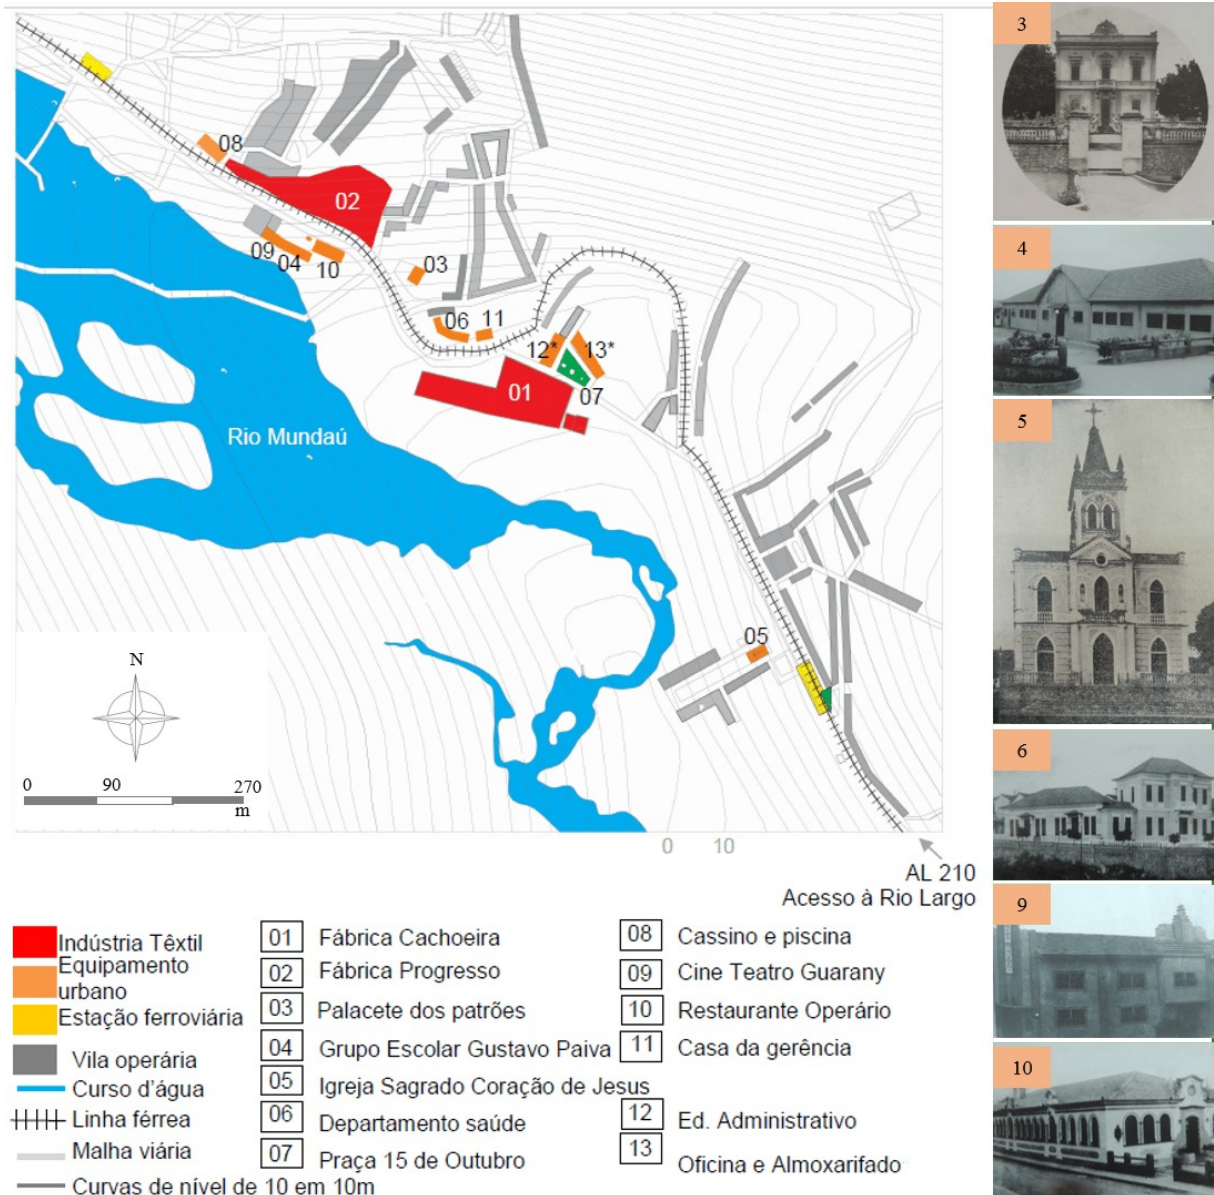 08
02
09
04
10
03
06
11
12*
13*
07
01
Rio Mundaú
05
N
0 90 270
m
0 10
AL 210
Acesso à Rio Largo
Indústria Têxtil
Equipamento
urbano
Estação ferroviária
Vila operária
Curso d'água
Linha férrea
Malha viária
Curvas de nível de 10 em 10m
01 Fábrica Cachoeira
02 Fábrica Progresso
03 Palacete dos patrões
04 Grupo Escolar Gustavo Paiva
05 Igreja Sagrado Coração de Jesus
06 Departamento saúde
07 Praça 15 de Outubro
08 Cassino e piscina
09 Cine Teatro Guarany
10 Restaurante Operário
11 Casa da gerência
12 Ed. Administrativo
13 Oficina e Almoxarifado
3
4
5
6
9
10